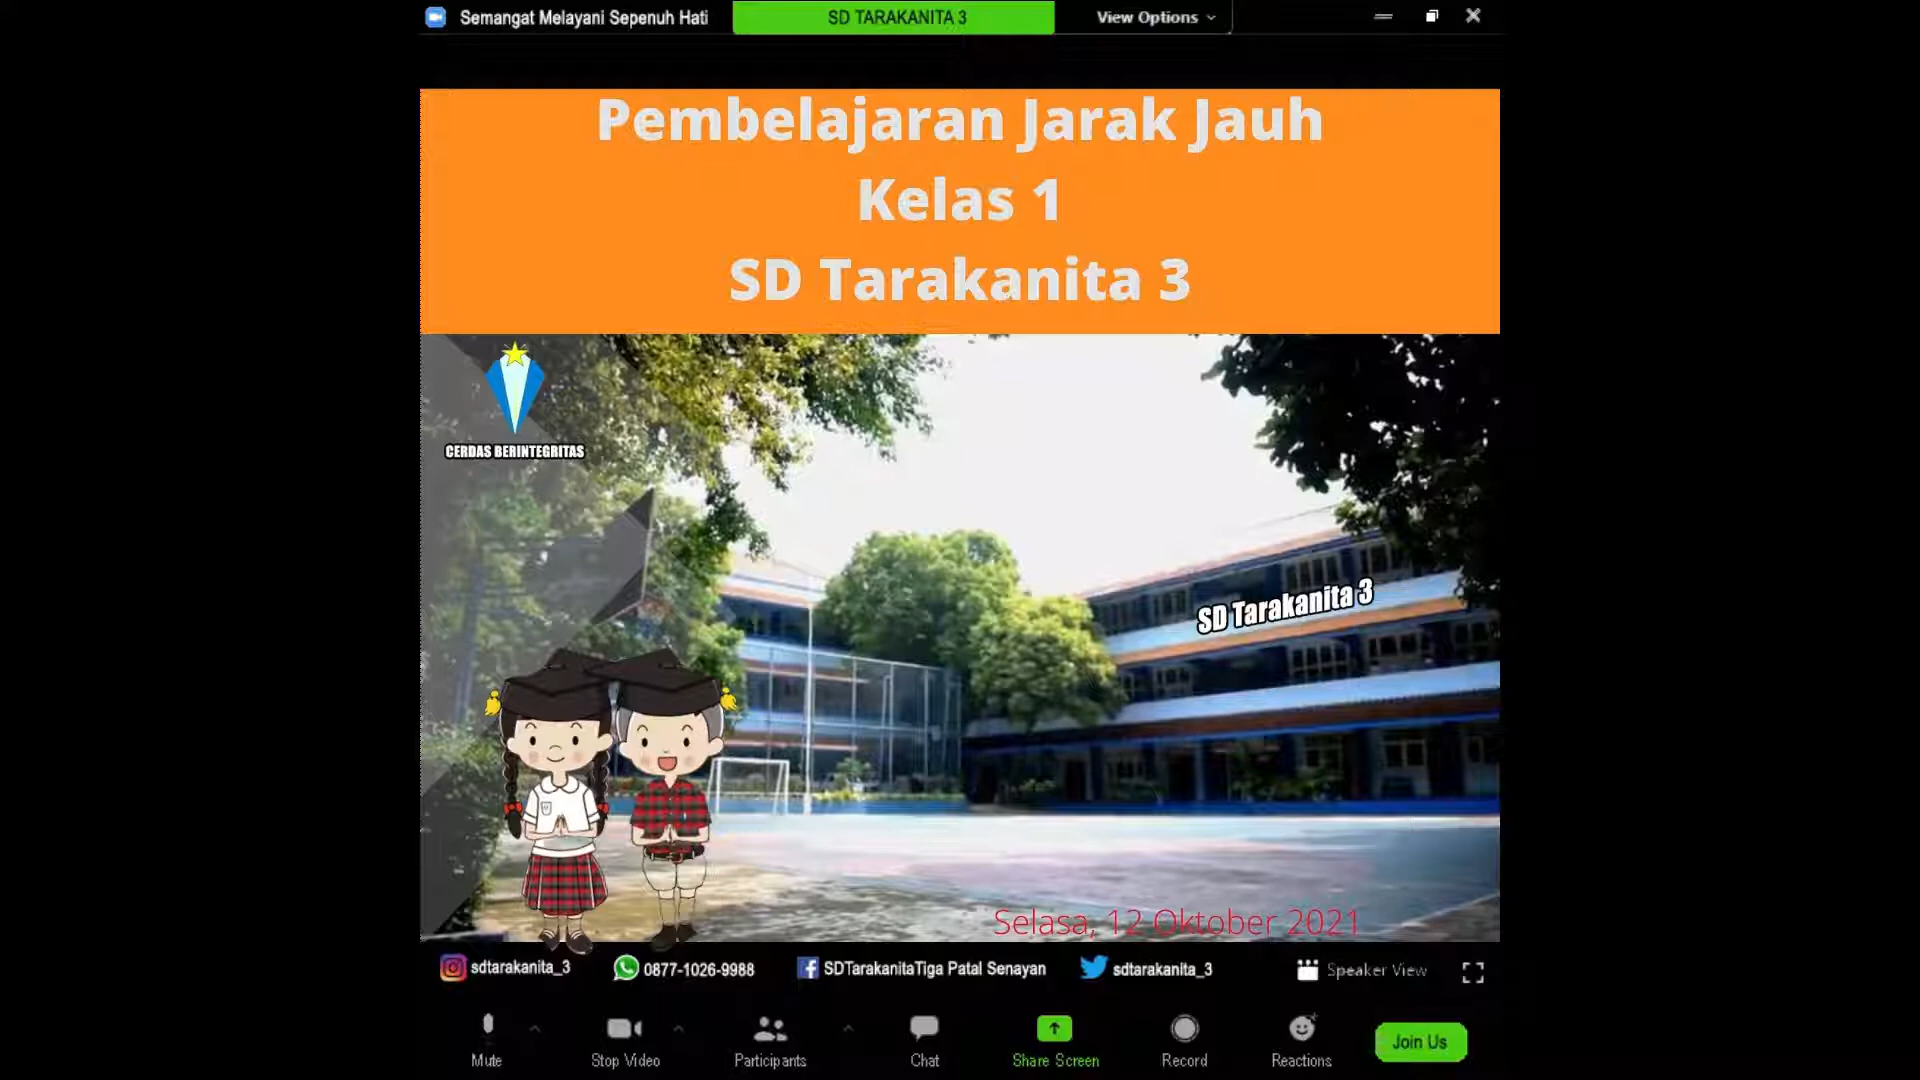 Semangat Melayani Sepenuh Hati
SD TARAKANITA 3
View Options
Pembelajaran Jarak Jauh
Kelas 1
SD Tarakanita 3
CERDAS BERINTEGRITAS
SD Tarakanita 3
Selasa, 12 Oktober 2021
sdtarakanita_3
0877-1026-9988
SDTarakanitaTiga Patal Senayan
sdtarakanita_3
Speaker View
Mute
Stop Video
Participants
Chat
Share Screen
Record
Reactions
Join Us